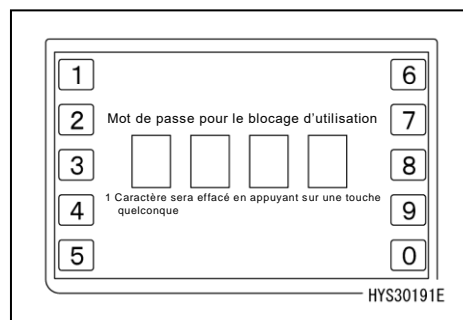 1
6
2
Mot de passe pour le blocage d’utilisation
7
3
8
1 Caractère sera effacé en appuyant sur une touche
quelconque
4
9
5
0
HYS30191E